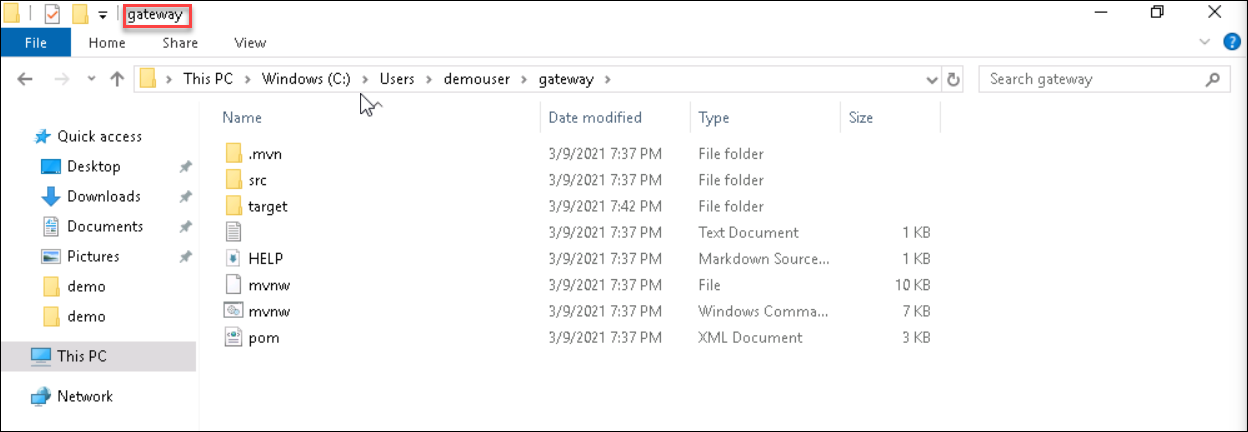 gateway
File Home Share View
This PC Windows (C:) Users demouser gateway
Search gateway
Name Date modified Type Size
Quick access
Desktop
Downloads
Documents
Pictures
demo
demo
This PC
Network
.mvn 3/9/2021 7:37 PM File folder
src 3/9/2021 7:37 PM File folder
target 3/9/2021 7:42 PM File folder
3/9/2021 7:37 PM Text Document 1 KB
HELP 3/9/2021 7:37 PM Markdown Source... 1 KB
mvnw 3/9/2021 7:37 PM File 10 KB
mvnw 3/9/2021 7:37 PM Windows Comma... 7 KB
pom 3/9/2021 7:37 PM XML Document 3 KB